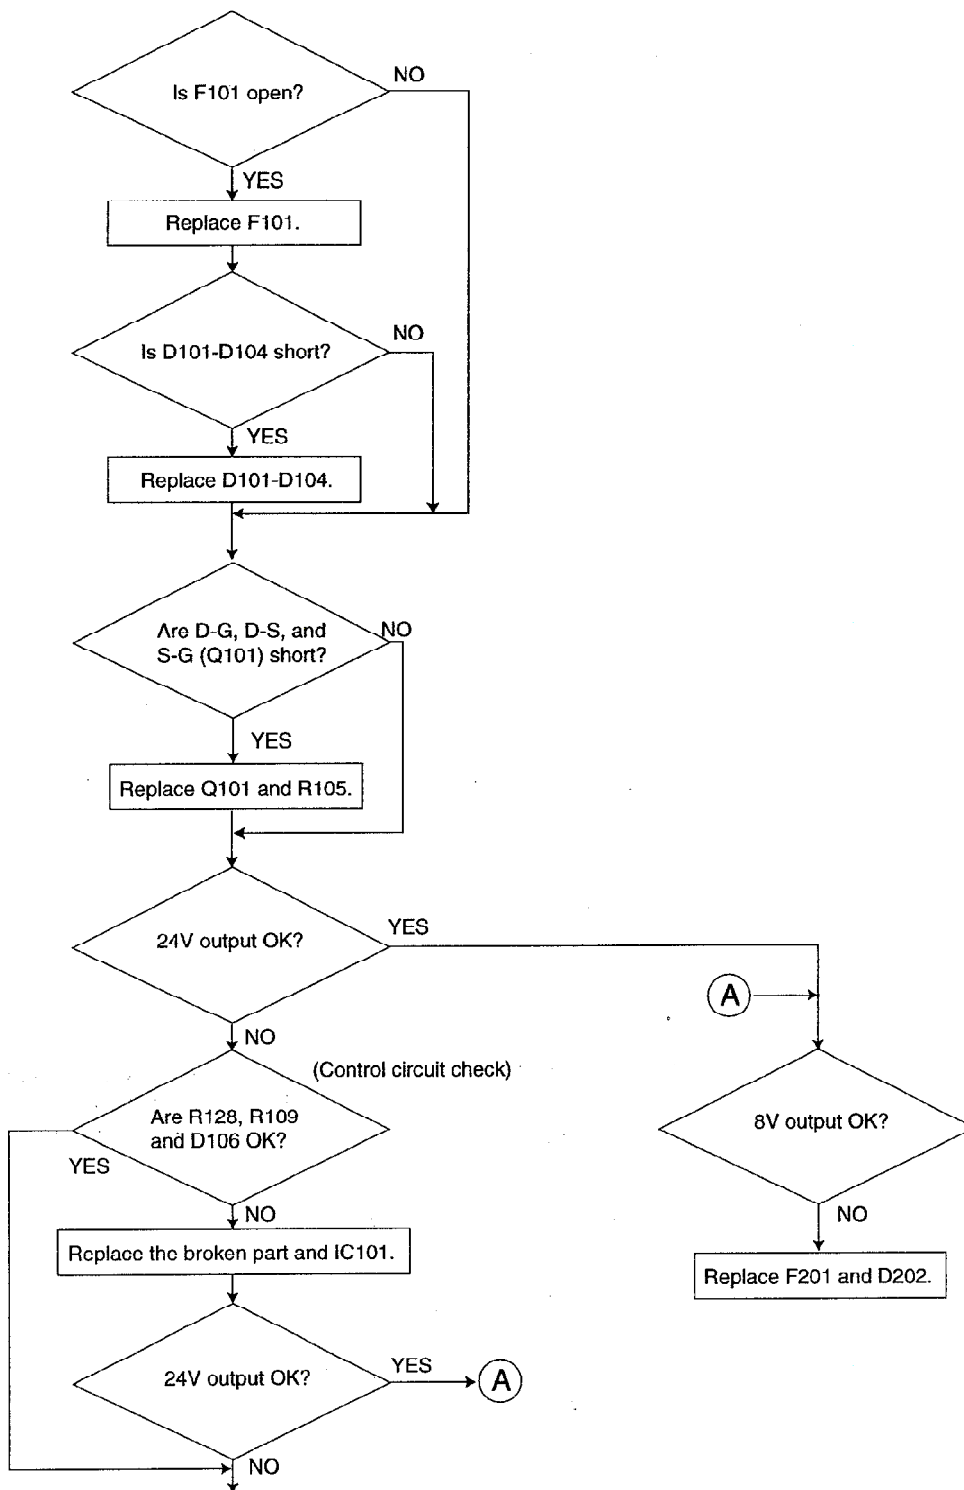 Is F101 open?
NO
YES
Replace F101.
Is D101-D104 short?
NO
YES
Replace D101-D104.
Are D-G, D-S, and
S-G (Q101) short?
NO
YES
Replace Q101 and R105.
24V output OK?
YES
NO
A
(Control circuit check)
Are R128, R109
and D106 OK?
YES
NO
8V output OK?
NO
Replace the broken part and IC101.
Replace F201 and D202.
24V output OK?
YES
A
NO